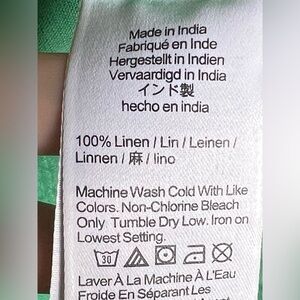 Made in India
Fabriqué en Inde
Hergestellt in Indien
Vervaardigd in India
インド製
hecho en india
100% Linen / Lin / Leinen /
Linnen / 麻 / lino
Machine Wash Cold With Like
Colors. Non-Chlorine Bleach
Only. Tumble Dry Low. Iron on
Lowest Setting.
30
Laver À La Machine À L'Eau
Froide En Séparant Les